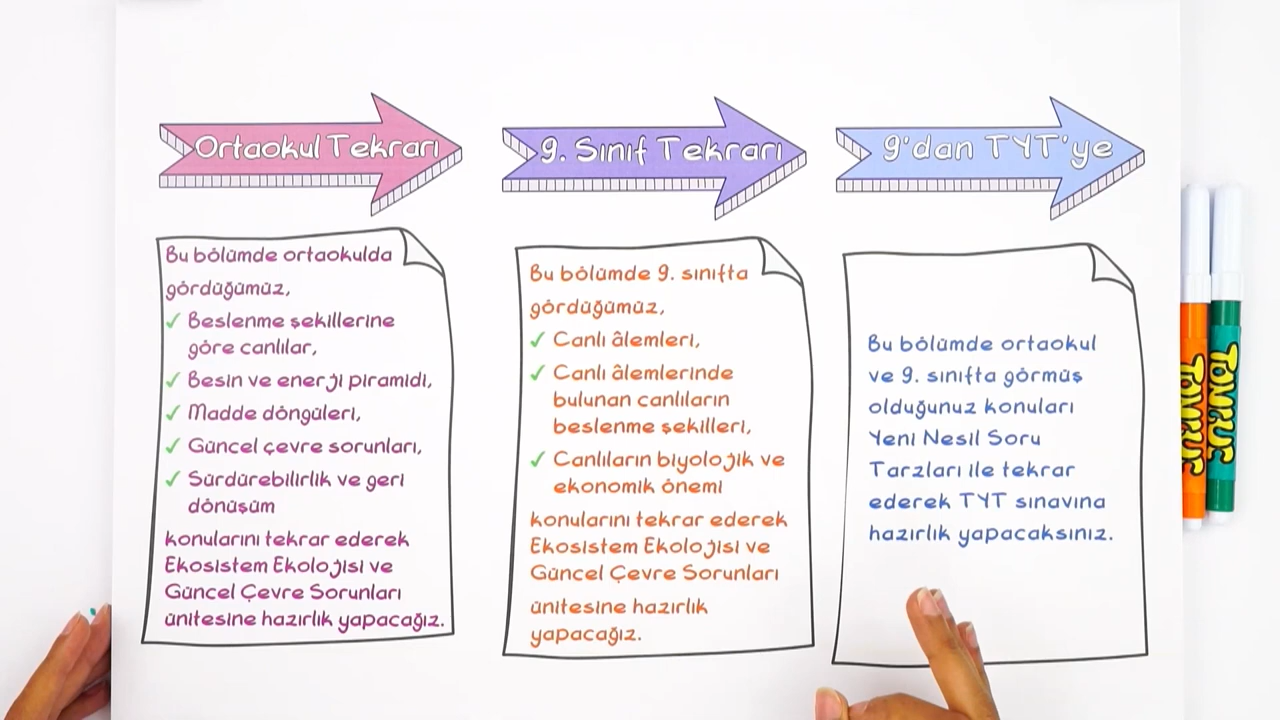 Ortaokul Tekrarı
Bu bölümde ortaokulda
gördüğümüz,
✓ Beslenme şekillerine
göre canlılar,
✓ Besin ve enerji piramidi,
✓ Madde döngüleri,
✓ Güncel çevre sorunları,
✓ Sürdürebilirlik ve geri
dönüşüm
konularını tekrar ederek
Ekosistem Ekolojisi ve
Güncel Çevre Sorunları
ünitesine hazırlık yapacağız.
9. Sınıf Tekrarı
Bu bölümde 9. sınıfta
gördüğümüz,
✓ Canlı âlemleri,
✓ Canlı âlemlerinde
bulunan canlıların
beslenme şekilleri,
✓ Canlıların biyolojik ve
ekonomik önemi
konularını tekrar ederek
Ekosistem Ekolojisi ve
Güncel Çevre Sorunları
ünitesine hazırlık
yapacağız.
9'dan TYT'ye
Bu bölümde ortaokul
ve 9. sınıfta görmüş
olduğunuz konuları
Yeni Nesil Soru
Tarzları ile tekrar
ederek TYT sınavına
hazırlık yapacaksınız.
TOMBUF
TOMBUF